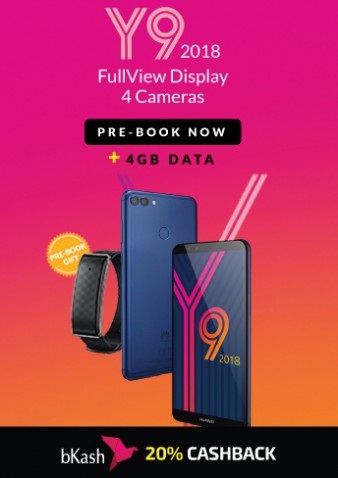 Y9 2018
FullView Display
4 Cameras
PRE-BOOK NOW
+ 4GB DATA
PRE-BOOK
GIFT
Y9
2018
HUAWEI
bKash 20% CASHBACK